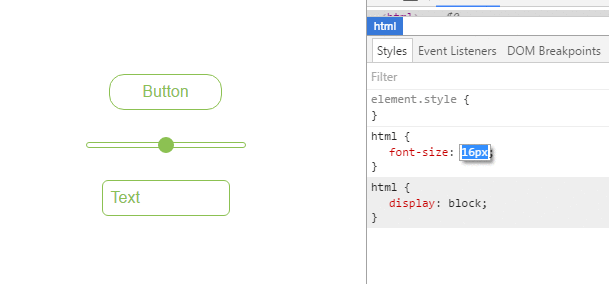 html
Styles Event Listeners DOM Breakpoints
Filter
element.style {
}
html {
font-size: 16px;
}
html {
display: block;
}
Button
Text